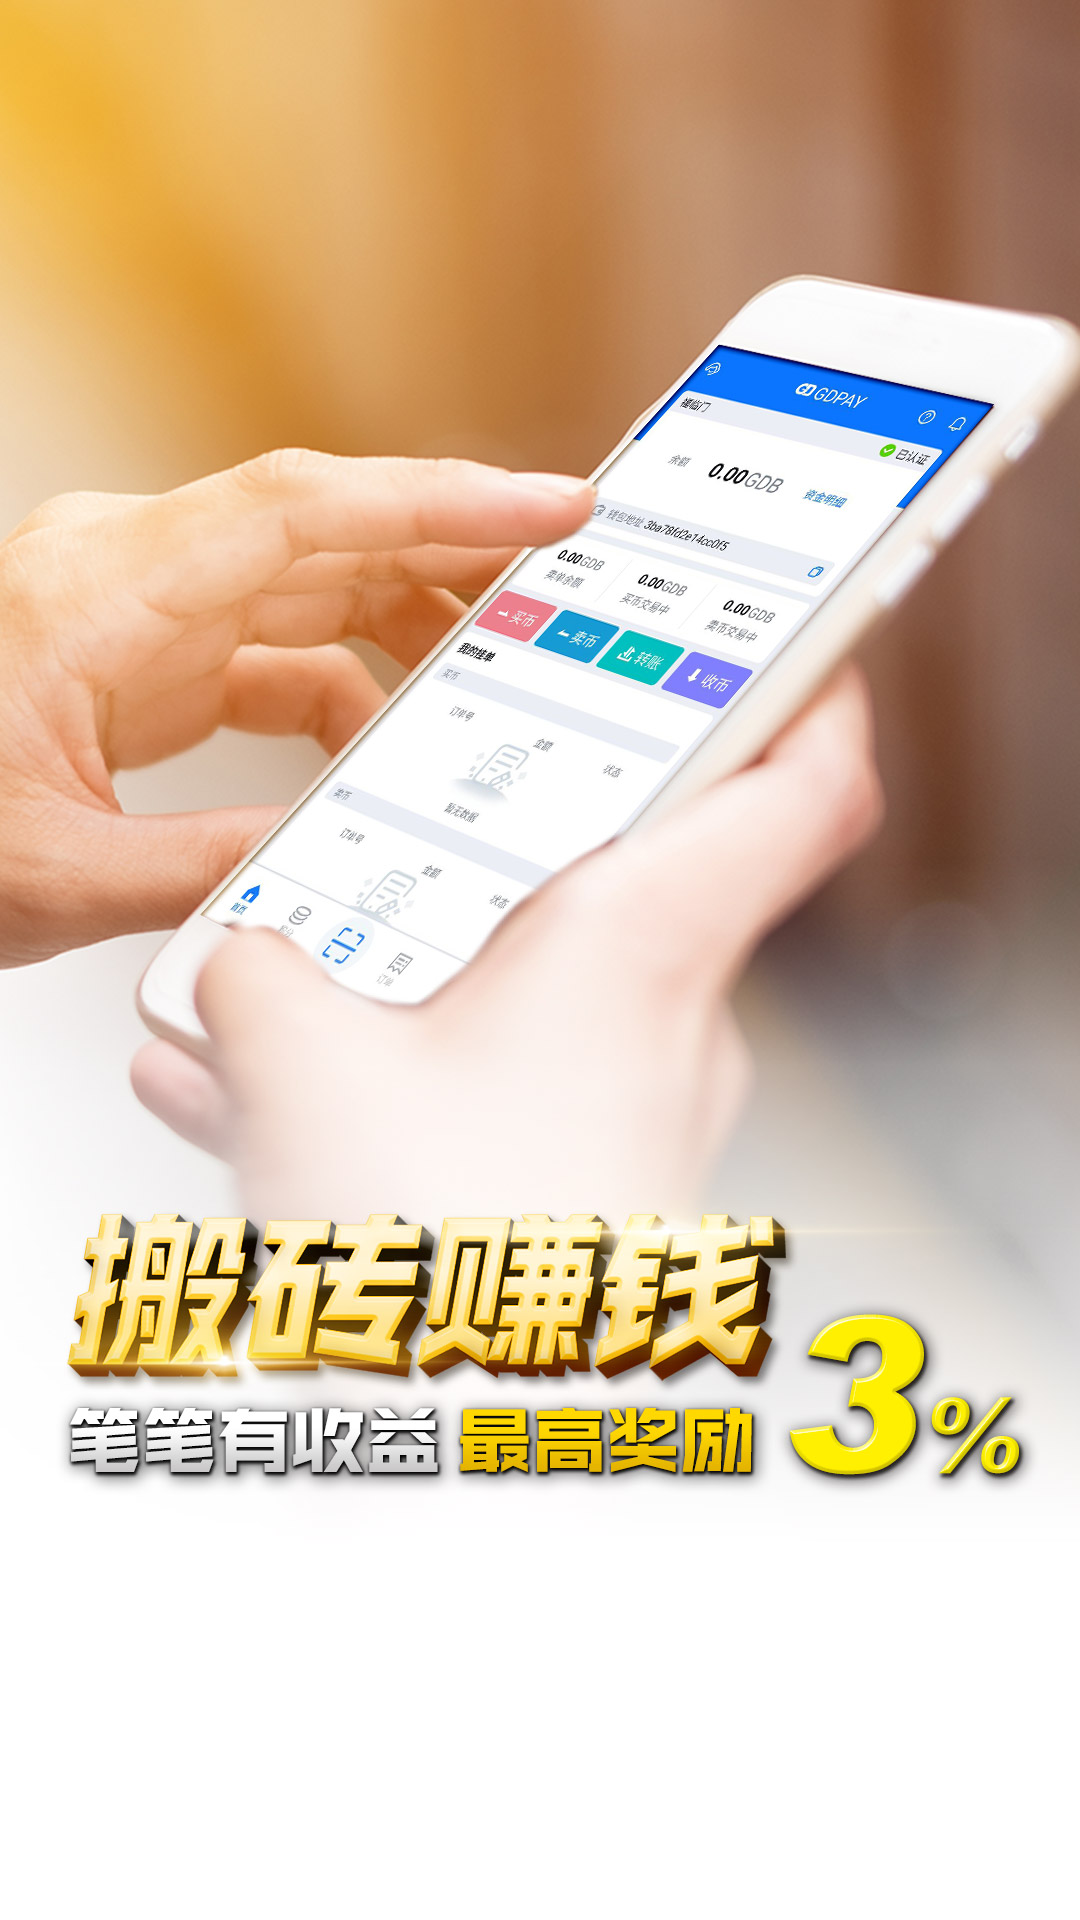 GDPAY
福临门
已认证
余额 0.00GDB 资金明细
钱包地址 3ba78fd2e14cc0f5
0.00GDB 0.00GDB 0.00GDB
卖单余额 买币交易中 卖币交易中
买币 卖币 转账 收币
我的挂单
买币
订单号 金额 状态
暂无数据
卖币
订单号 金额 状态
首页 订单
搬砖赚钱
笔笔有收益 最高奖励 3%